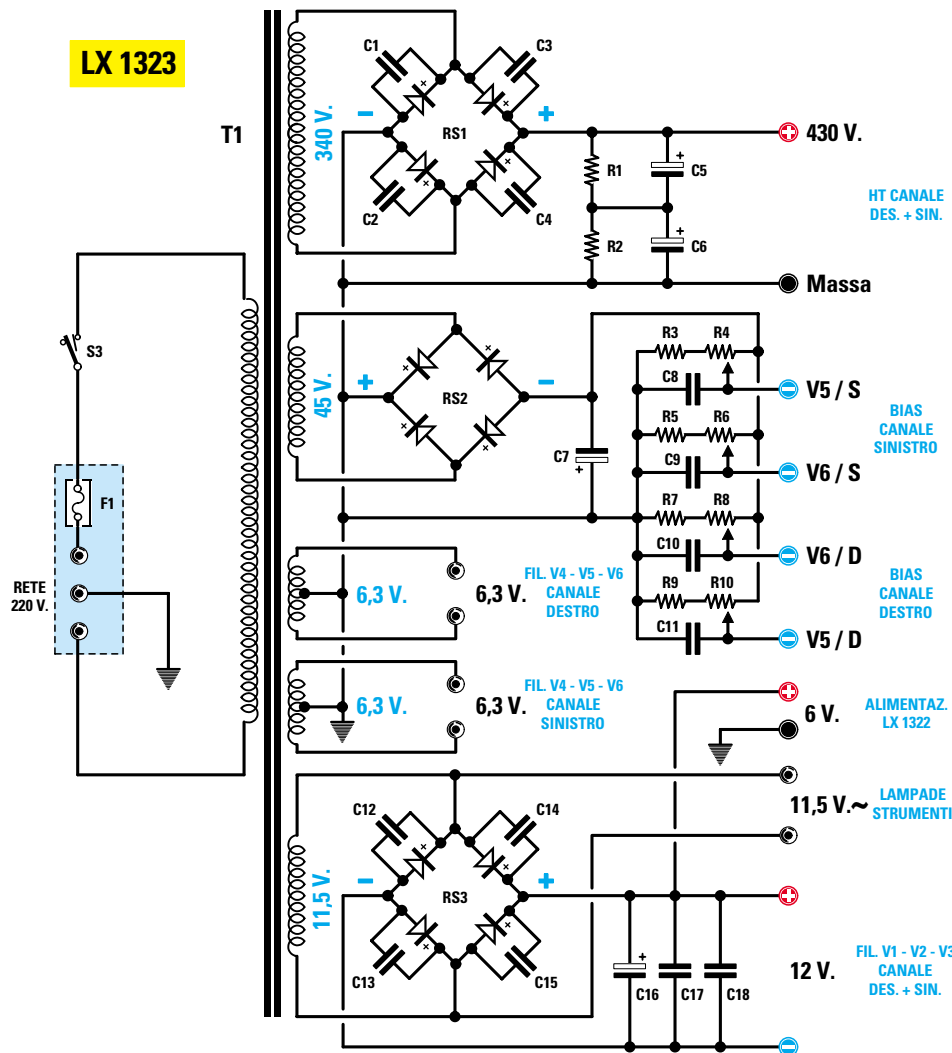 LX 1323
T1
340 V.
C1
C3
RS1
C2
C4
R1
R2
C5
C6
430 V.
HT CANALE
DES. + SIN.
Massa
S3
F1
RETE
220 V.
45 V.
RS2
C7
R3
R4
C8
V5 / S
R5
R6
C9
V6 / S
BIAS
CANALE
SINISTRO
R7
R8
C10
V6 / D
R9
R10
C11
V5 / D
BIAS
CANALE
DESTRO
6,3 V.
6,3 V.
FIL. V4 - V5 - V6
CANALE
DESTRO
6,3 V.
6,3 V.
FIL. V4 - V5 - V6
CANALE
SINISTRO
6 V.
ALIMENTAZ.
LX 1322
11,5 V.~
LAMPADE
STRUMENTI
11,5 V.
C12
C14
RS3
C13
C15
C16
C17
C18
12 V.
FIL. V1 - V2 - V3
CANALE
DES. + SIN.